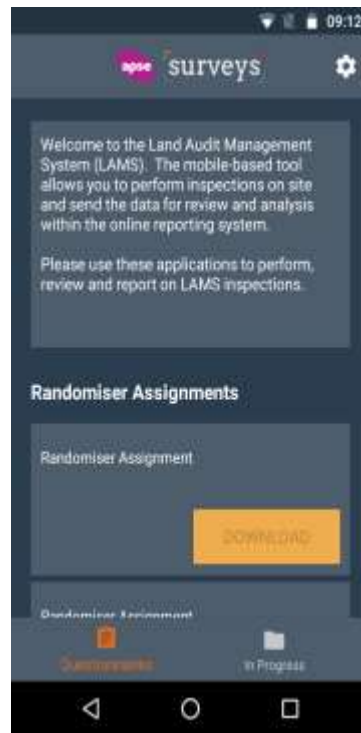 09:12
apse surveys
Welcome to the Land Audit Management
System (LAMS). The mobile-based tool
allows you to perform inspections on site
and send the data for review and analysis
within the online reporting system.
Please use these applications to perform,
review and report on LAMS inspections.
Randomiser Assignments
Randomiser Assignment
DOWNLOAD
Randomiser Assignment
Questionnaires
In Progress